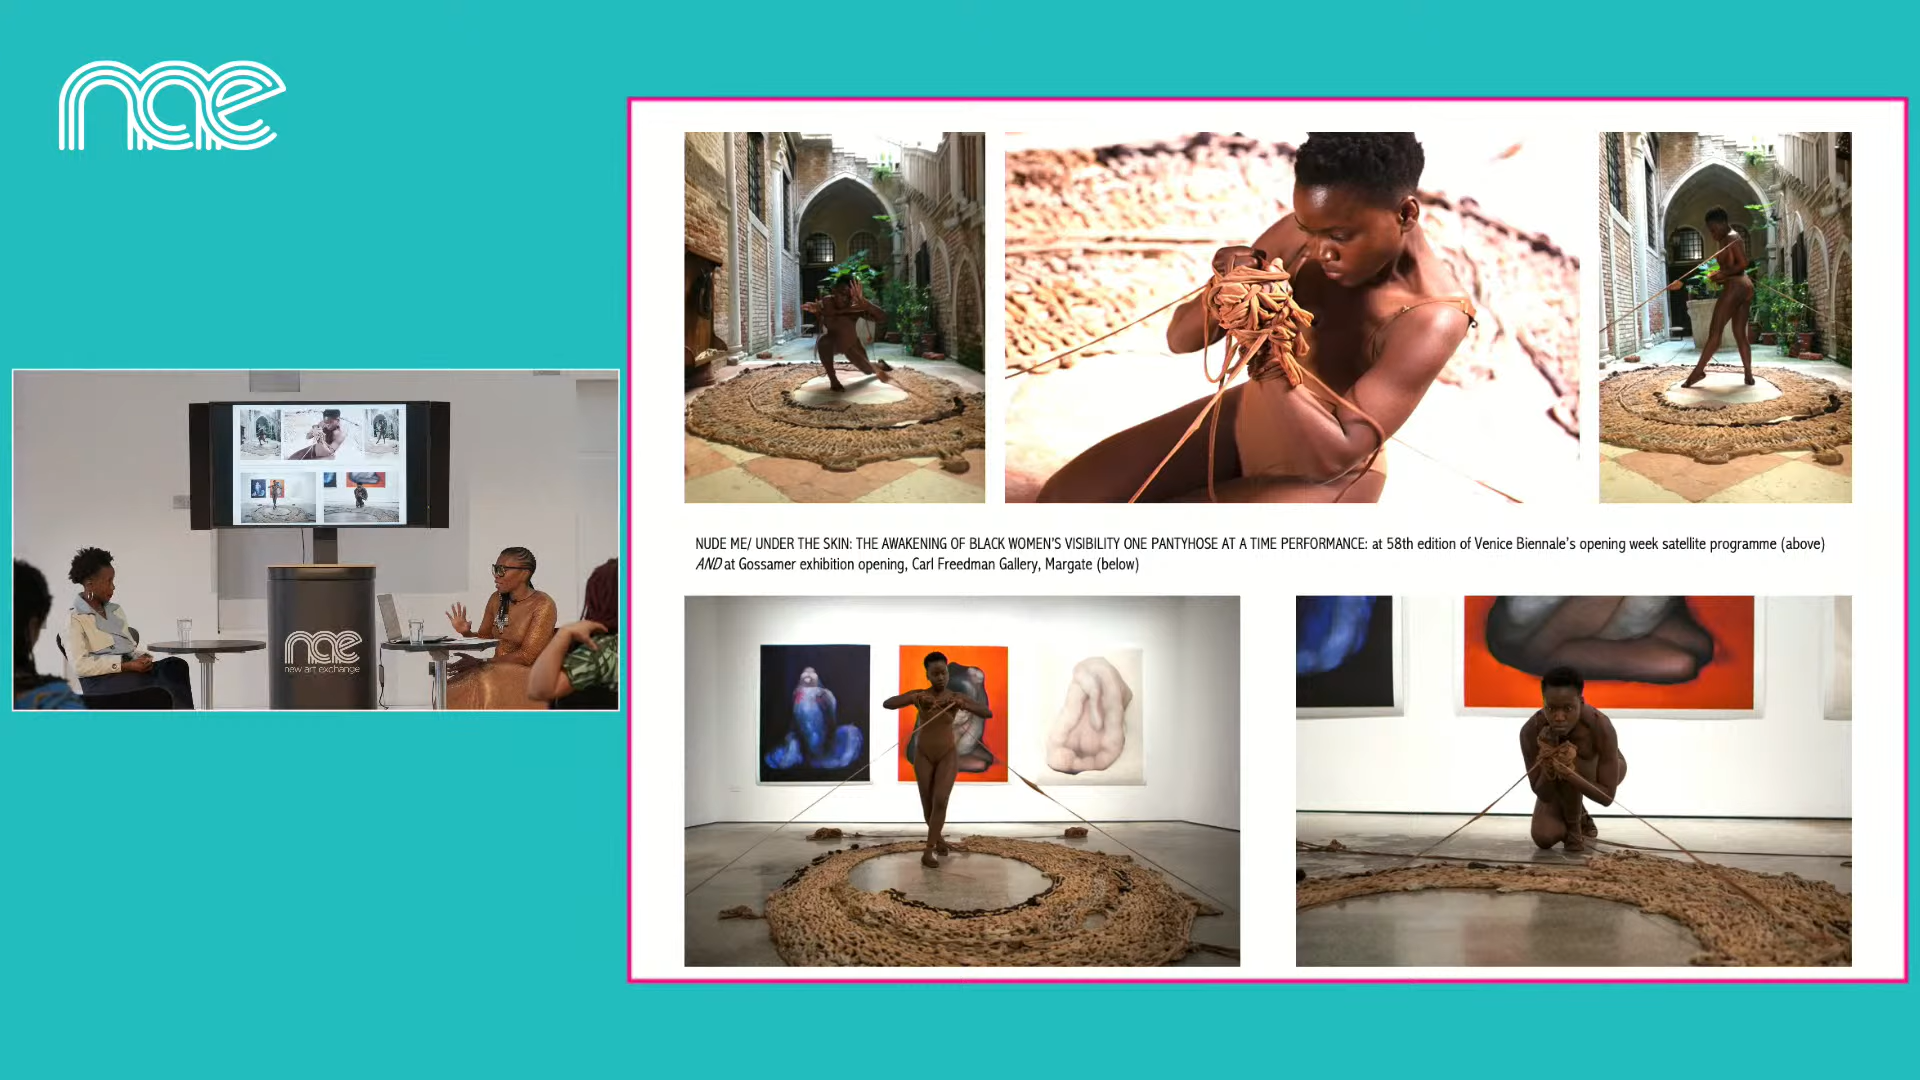 nae
NUDE ME/ UNDER THE SKIN: THE AWAKENING OF BLACK WOMEN'S VISIBILITY ONE PANTYHOSE AT A TIME PERFORMANCE: at 58th edition of Venice Biennale's opening week satellite programme (above)
AND at Gossamer exhibition opening, Carl Freedman Gallery, Margate (below)
nae
new art exchange